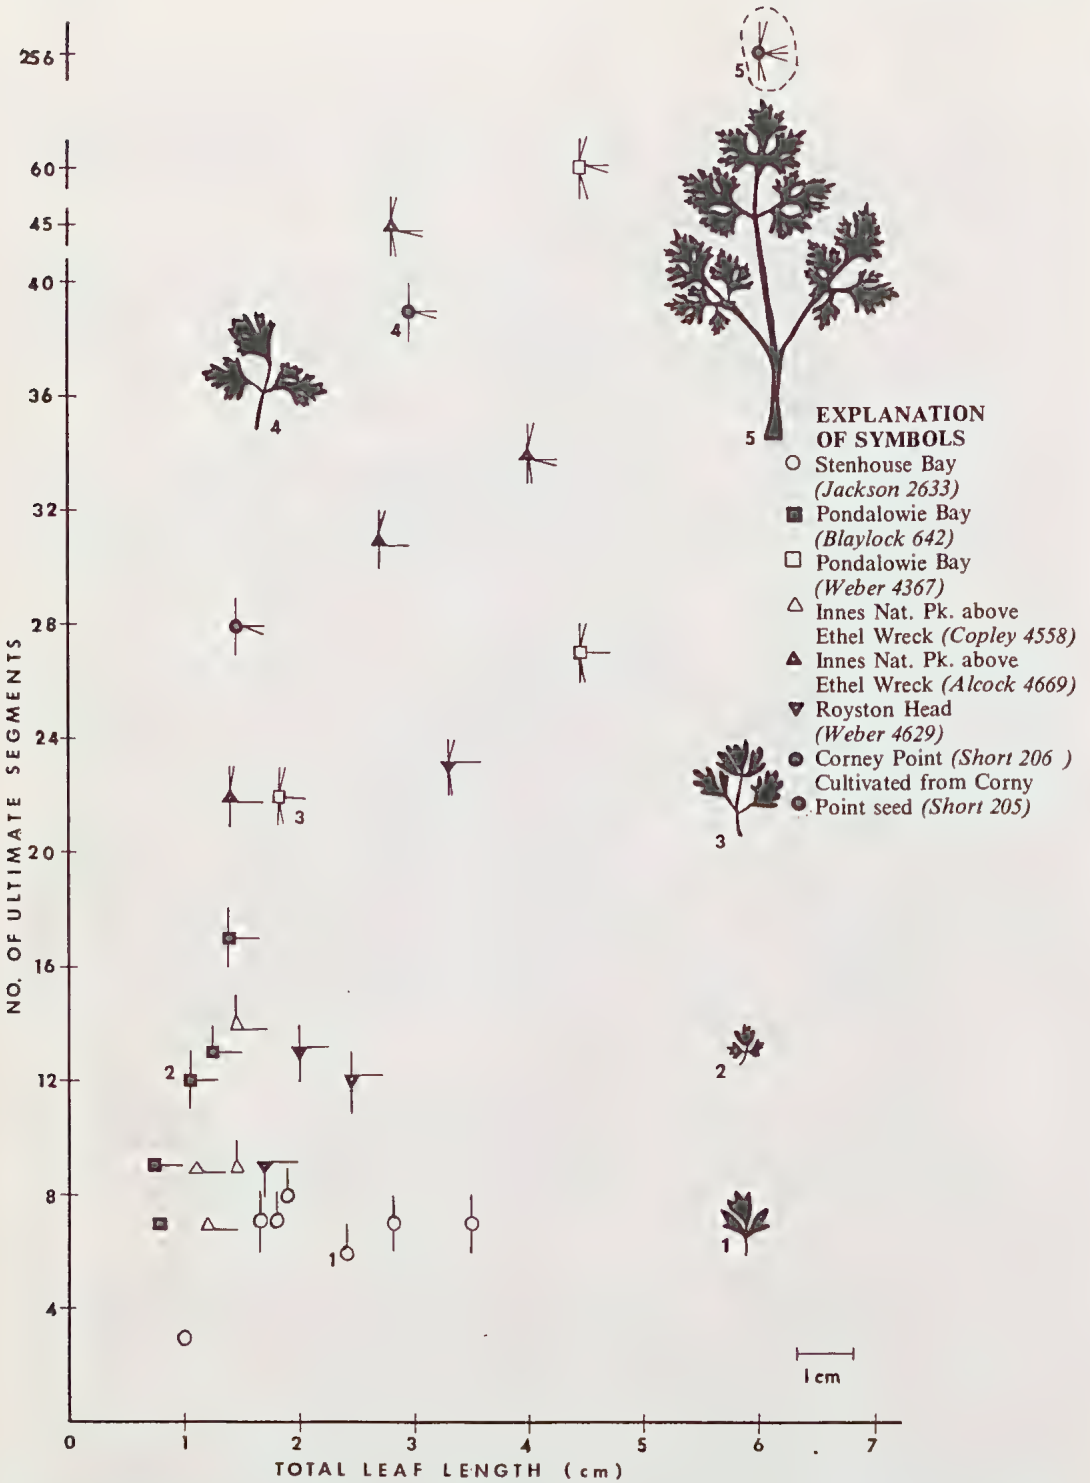 256
5
60
45
40
4
4
36
5
EXPLANATION
OF SYMBOLS
Stenhouse Bay
(Jackson 2633)
Pondalowie Bay
(Blaylock 642)
Pondalowie Bay
(Weber 4367)
Innes Nat. Pk. above
Ethel Wreck (Copley 4558)
Innes Nat. Pk. above
Ethel Wreck (Alcock 4669)
Royston Head
(Weber 4629)
Corney Point (Short 206 )
Cultivated from Corny
Point seed (Short 205)
32
28
24
3
3
20
16
2
12
2
8
1
1
4
1cm
NO. OF ULTIMATE SEGMENTS
0 1 2 3 4 5 6 7
TOTAL LEAF LENGTH (cm)